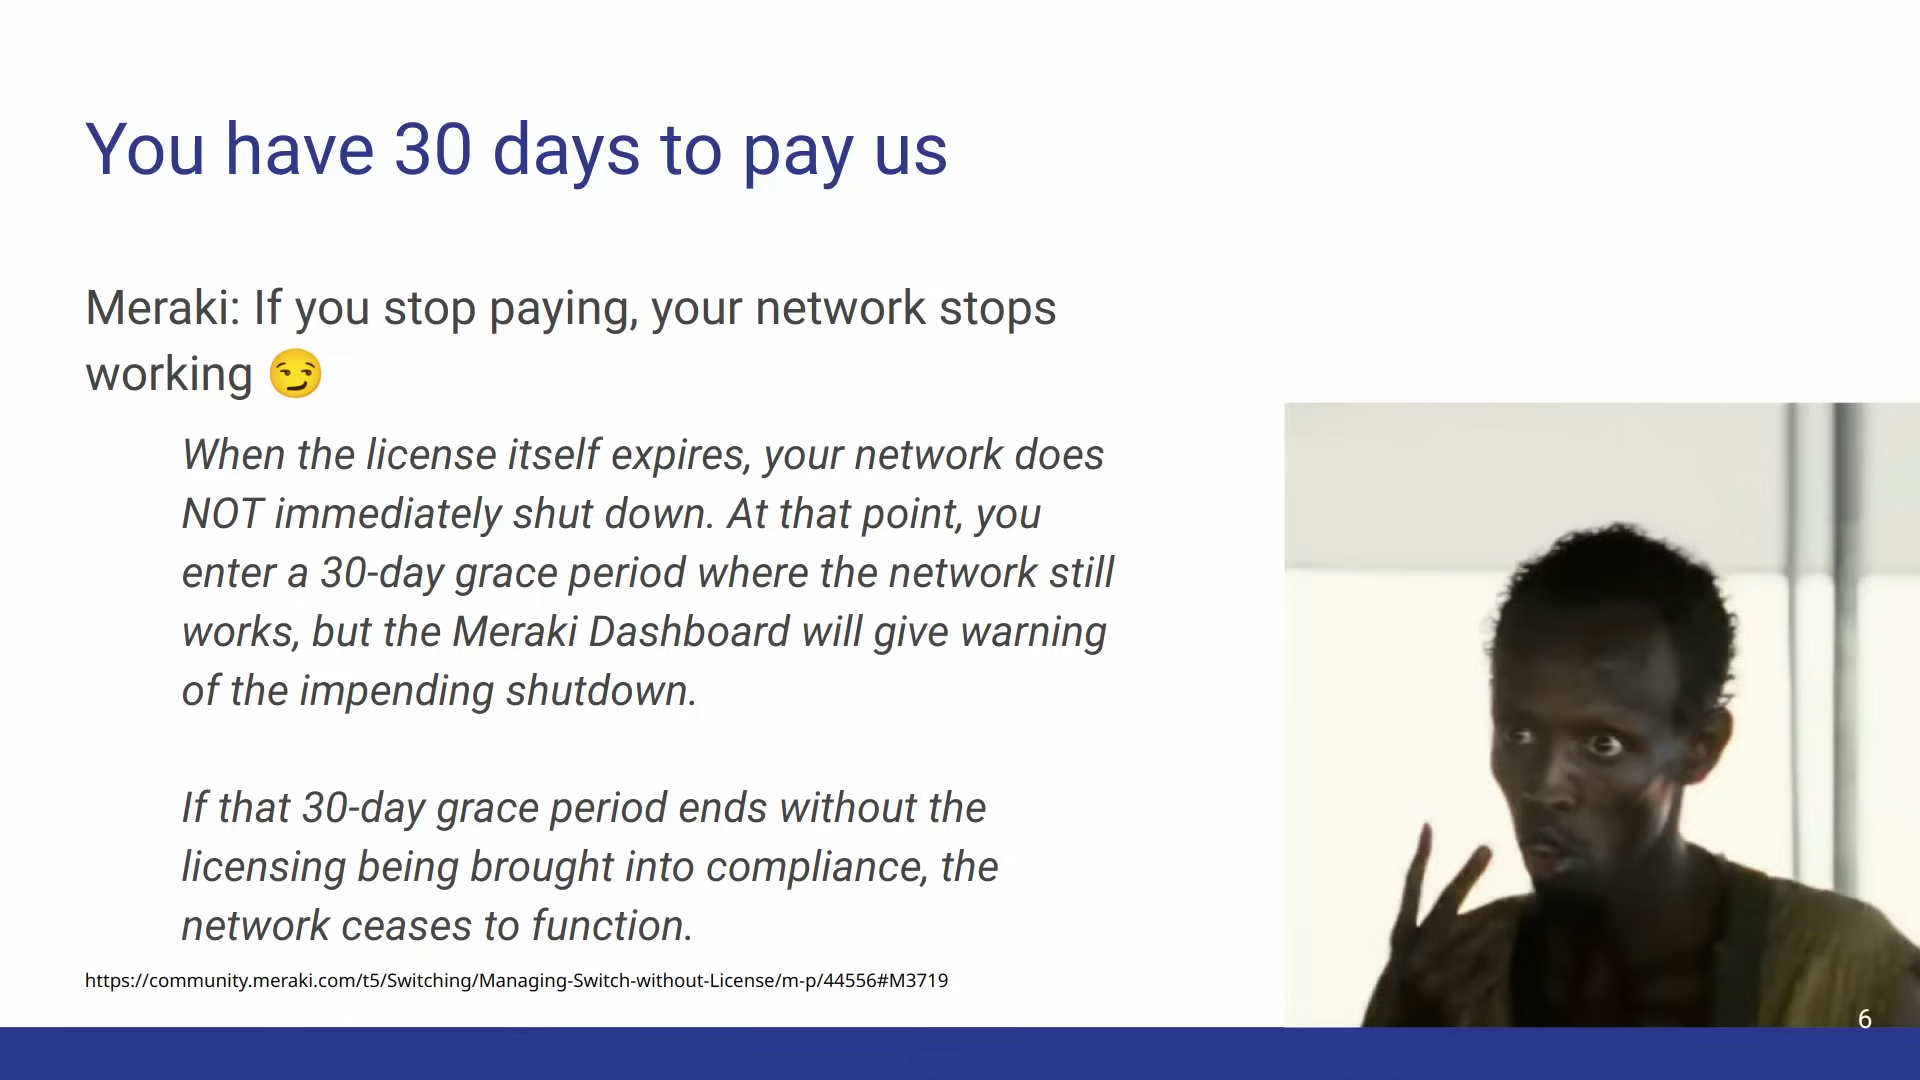 You have 30 days to pay us
Meraki: If you stop paying, your network stops
working 😏
When the license itself expires, your network does
NOT immediately shut down. At that point, you
enter a 30-day grace period where the network still
works, but the Meraki Dashboard will give warning
of the impending shutdown.
If that 30-day grace period ends without the
licensing being brought into compliance, the
network ceases to function.
https://community.meraki.com/t5/Switching/Managing-Switch-without-License/m-p/44556#M3719
6